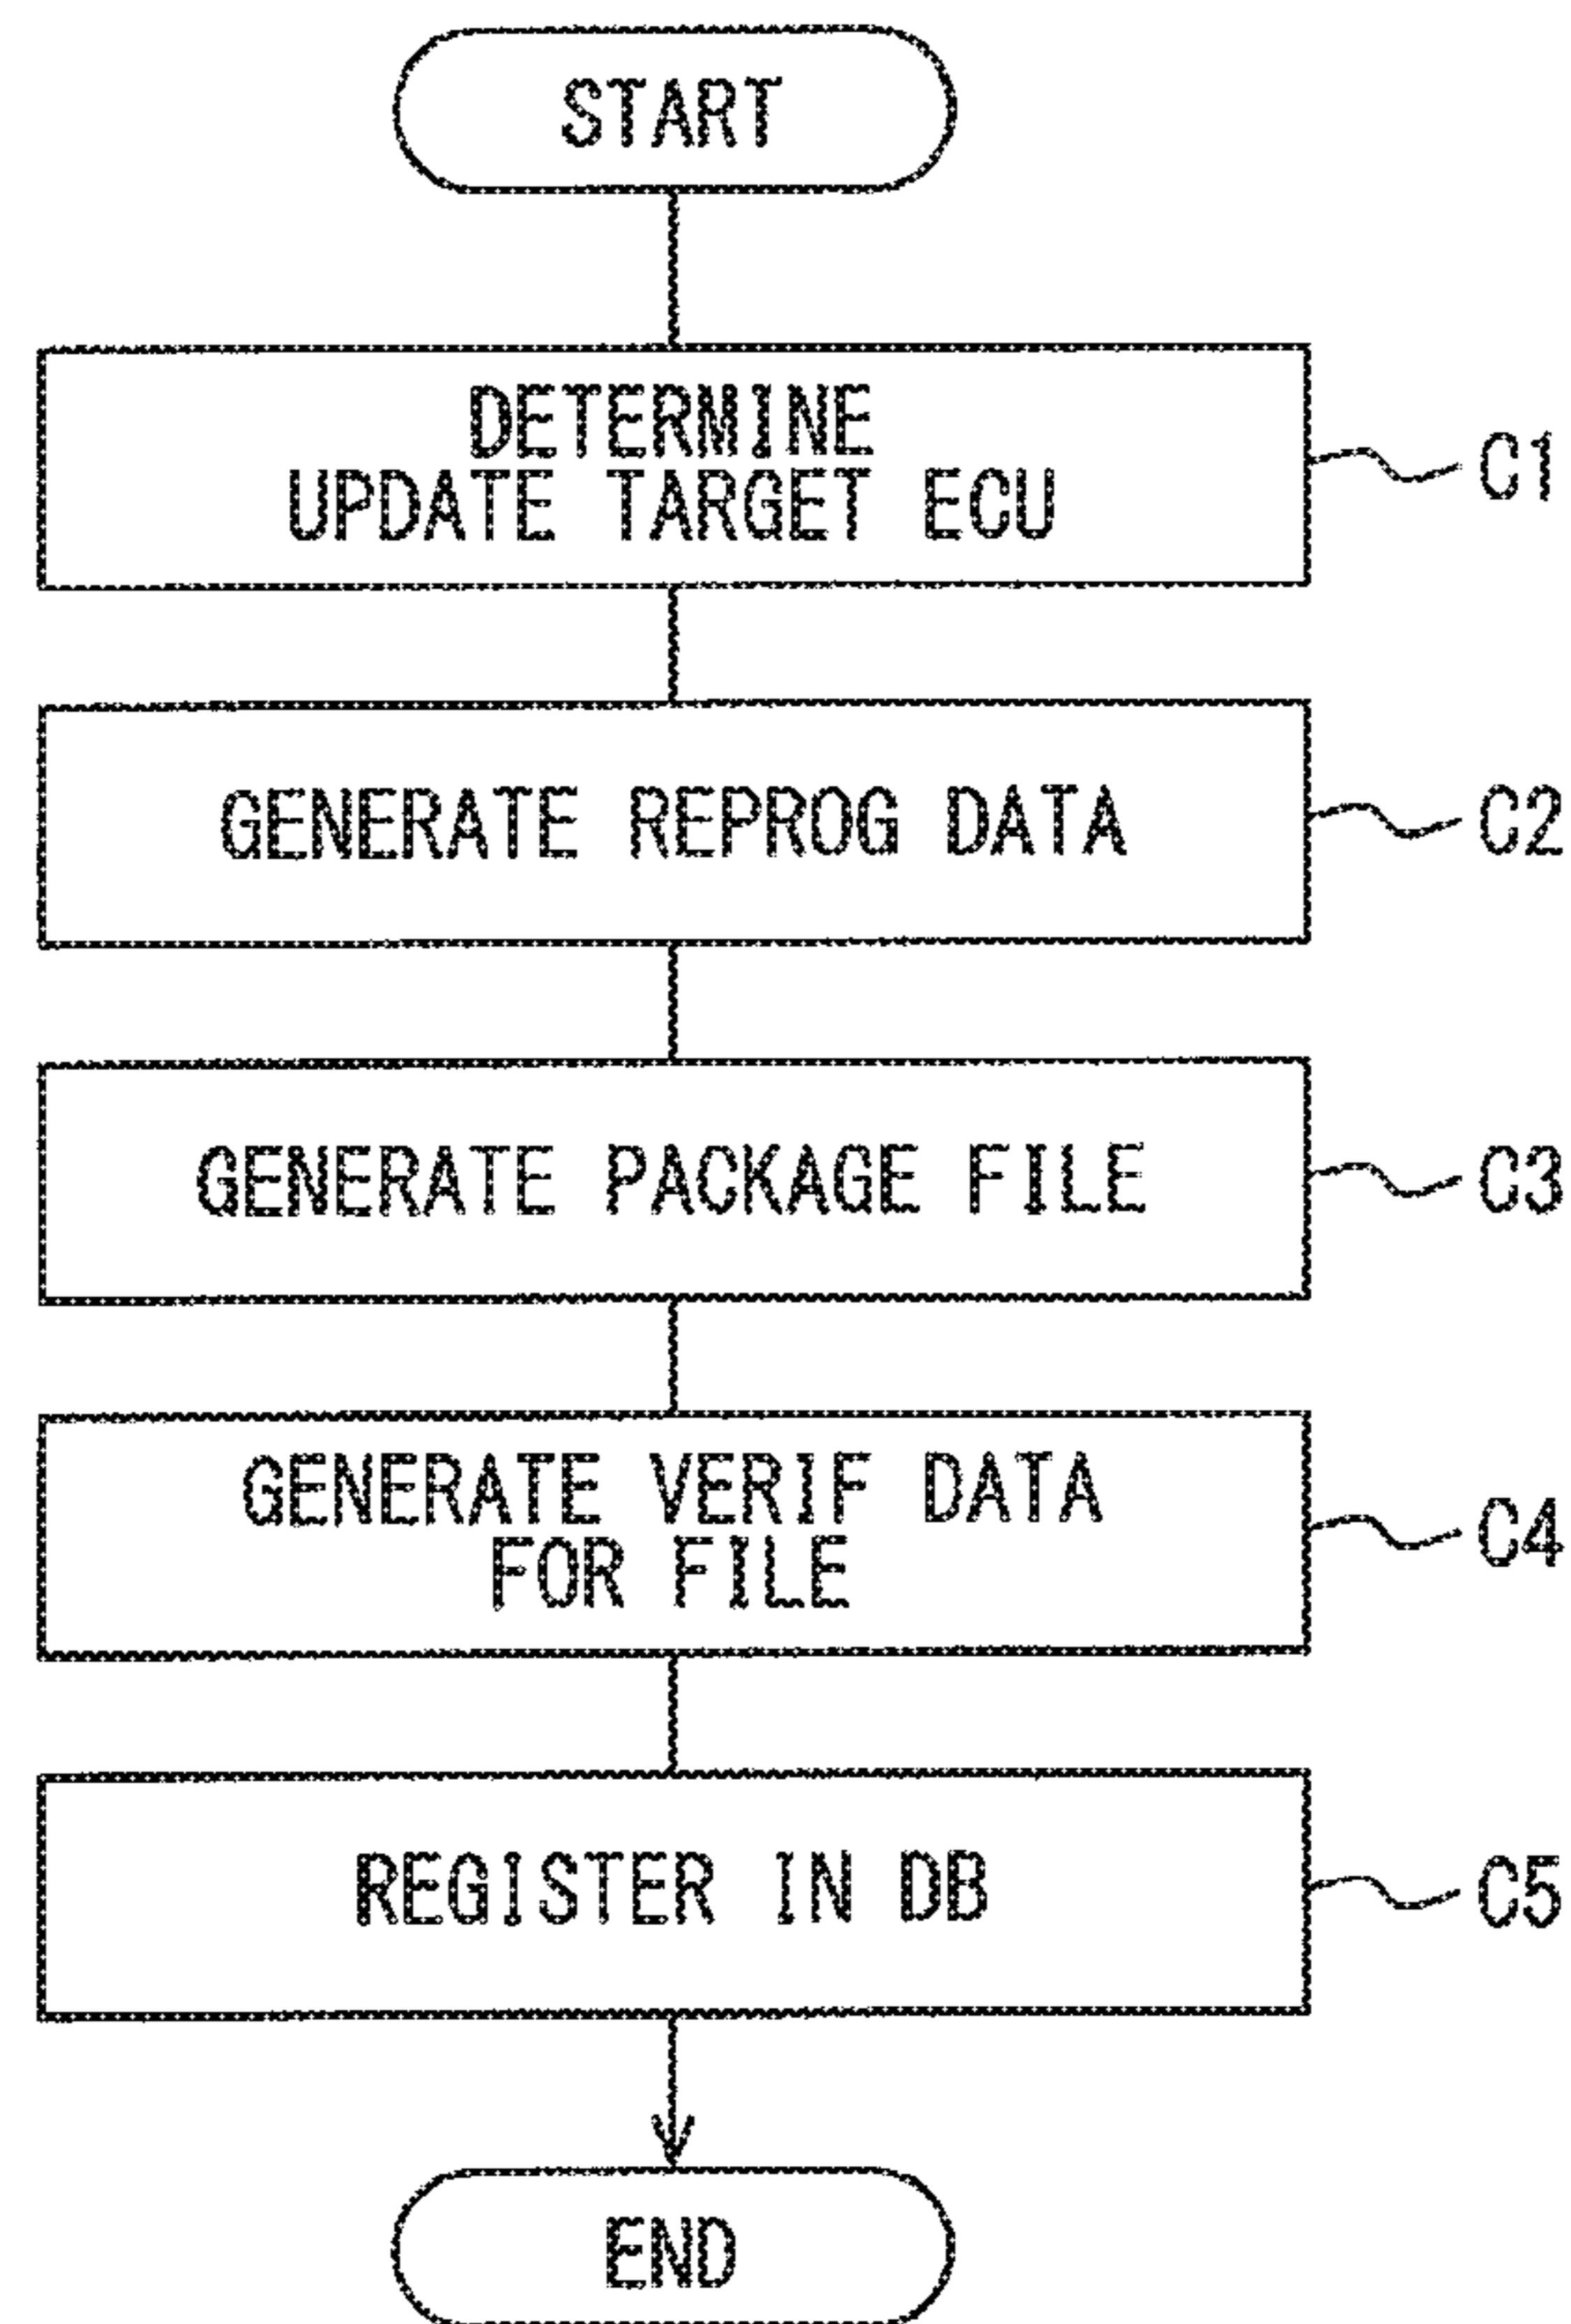 START
DETERMINE
UPDATE TARGET ECU
C1
GENERATE REPROG DATA
C2
GENERATE PACKAGE FILE
C3
GENERATE VERIF DATA
FOR FILE
C4
REGISTER IN DB
C5
END